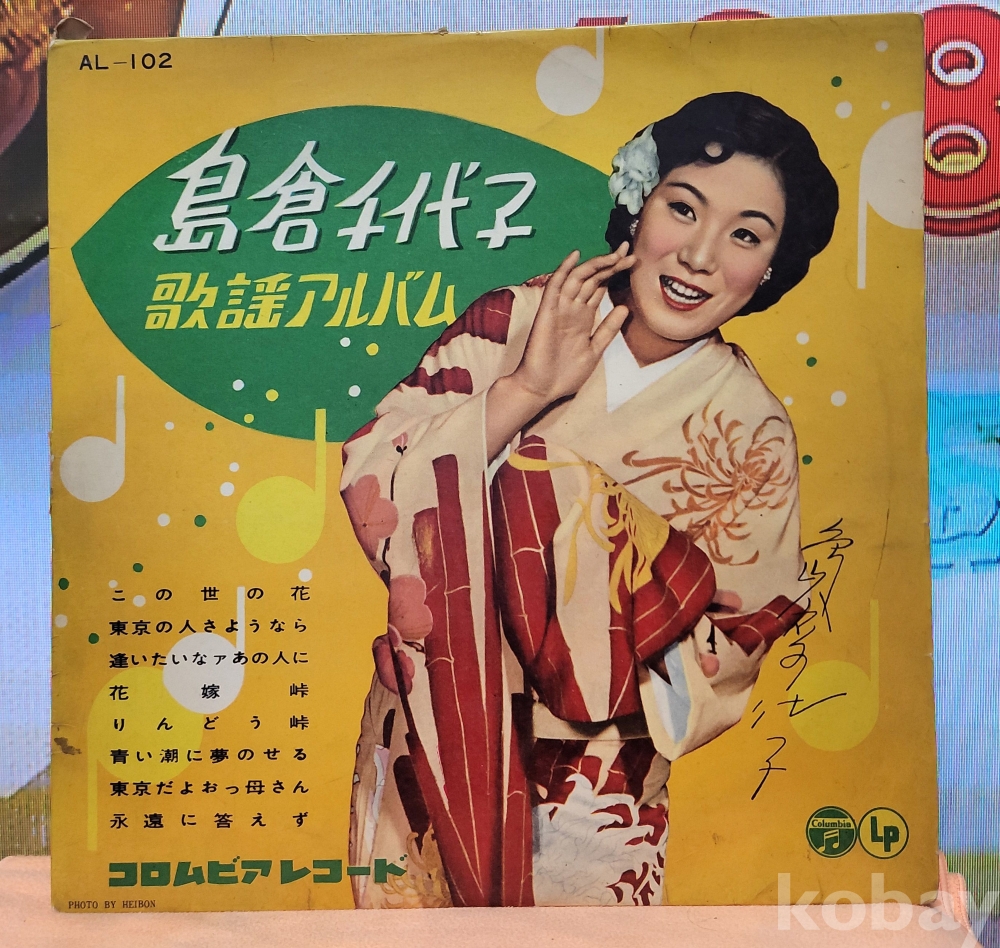 AL-102
島倉千代子
歌謡アルバム
この世の花
東京の人さようなら
逢いたいなァあの人に
花嫁峠
りんどう峠
青い潮に夢のせる
東京だよおっ母さん
永遠に答えず
コロムビアレコード
PHOTO BY HEIBON
Columbia
Lp
kobay